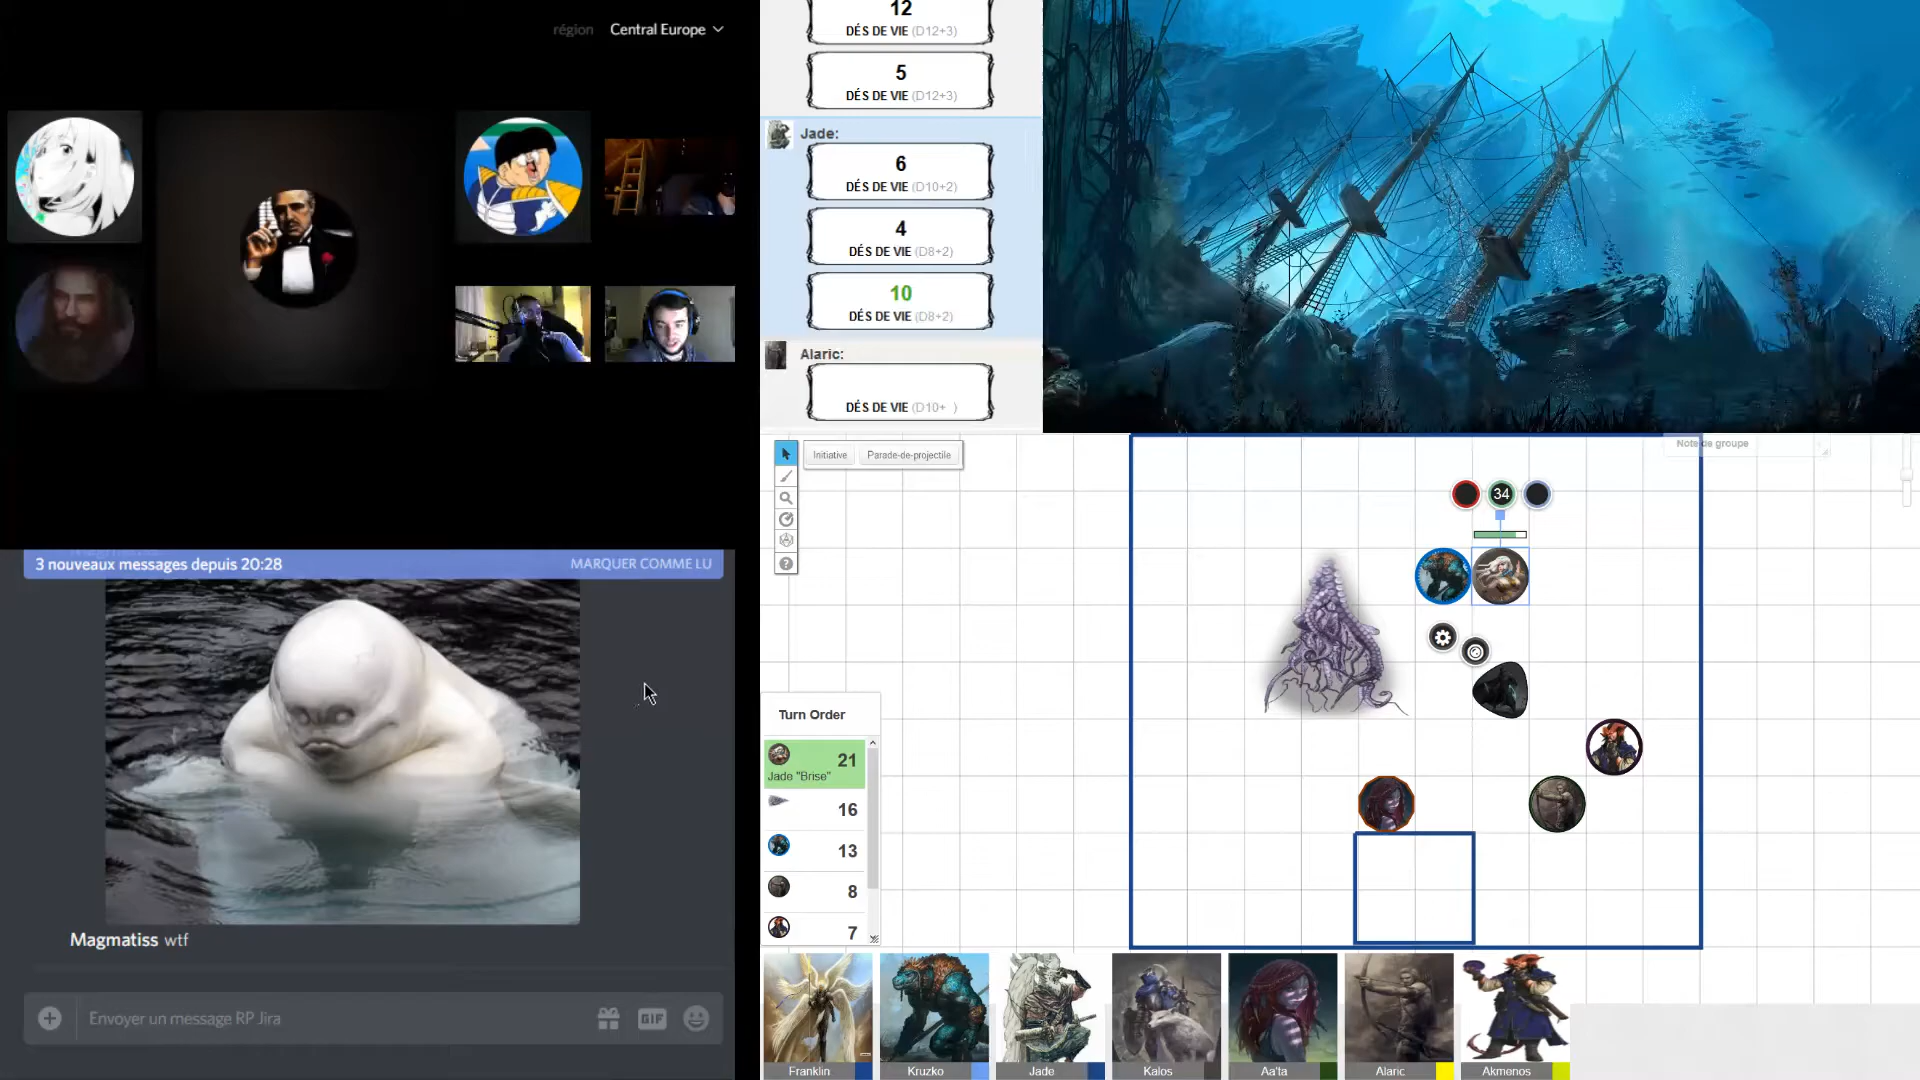 région Central Europe
12
DÉS DE VIE (D12+3)
5
DÉS DE VIE (D12+3)
Jade:
6
DÉS DE VIE (D10+2)
4
DÉS DE VIE (D8+2)
10
DÉS DE VIE (D8+2)
Alaric:
DÉS DE VIE (D10+ )
3 nouveaux messages depuis 20:28
MARQUER COMME LU
Magmatiss wtf
Envoyer un message RP Jira
GIF
Initiative
Parade-de-projectile
Note de groupe
34
Turn Order
21
Jade "Brise"
16
13
8
7
Franklin
Kruzko
Jade
Kalos
Aa'ta
Alaric
Akmenos